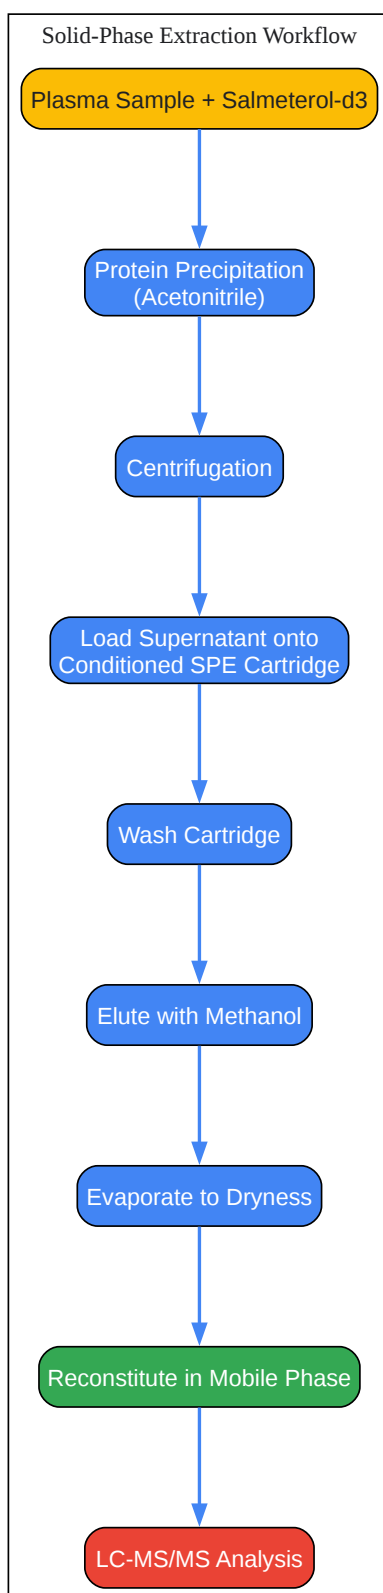 Solid-Phase Extraction Workflow
Plasma Sample + Salmeterol-d3
Protein Precipitation
(Acetonitrile)
Centrifugation
Load Supernatant onto
Conditioned SPE Cartridge
Wash Cartridge
Elute with Methanol
Evaporate to Dryness
Reconstitute in Mobile Phase
LC-MS/MS Analysis